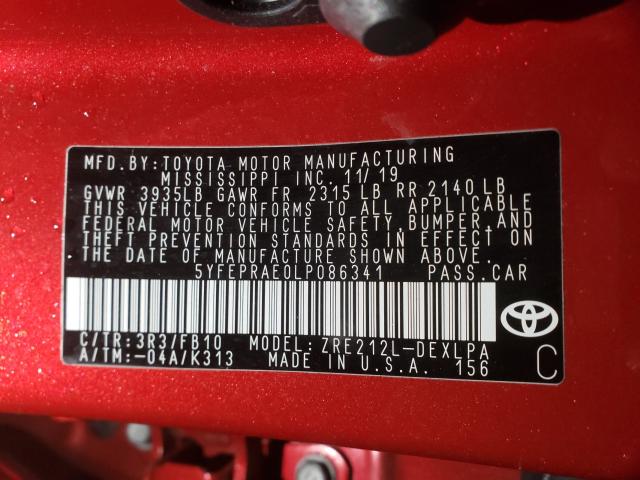 MFD.BY:TOYOTA MOTOR MANUFACTURING
MISSISSIPPI INC. 11/19
GVWR 3935LB GAWR FR 2315 LB RR 2140 LB
THIS VEHICLE CONFORMS TO ALL APPLICABLE
FEDERAL MOTOR VEHICLE SAFETY,BUMPER,AND
THEFT PREVENTION STANDARDS IN EFFECT ON
THE DATE OF MANUFACTURE SHOWN ABOVE.
5YFEPRAE0LP086341 PASS.CAR
C/TR:3R3/FB10 MODEL:ZRE212L-DEXLPA
A/TM:-04A/K313 MADE IN U.S.A. 156
C